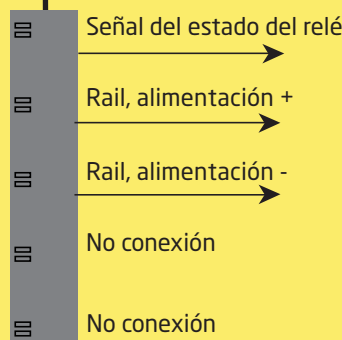 Señal del estado del relé
Rail, alimentación +
Rail, alimentación -
No conexión
No conexión